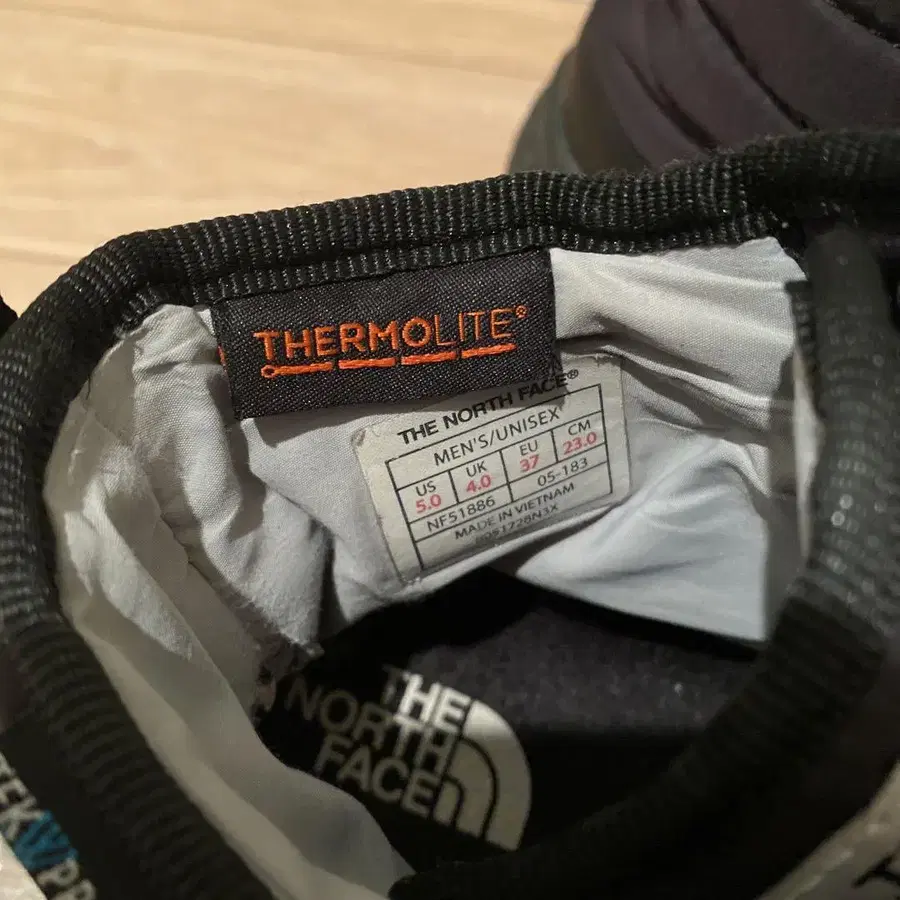 THERMOLITE®
THE NORTH FACE®
MEN'S/UNISEX
US UK EU CM
5.0 4.0 37 23.0
NF51886 05-183
MADE IN VIETNAM
THE
NORTH
FACE
TEKWPR